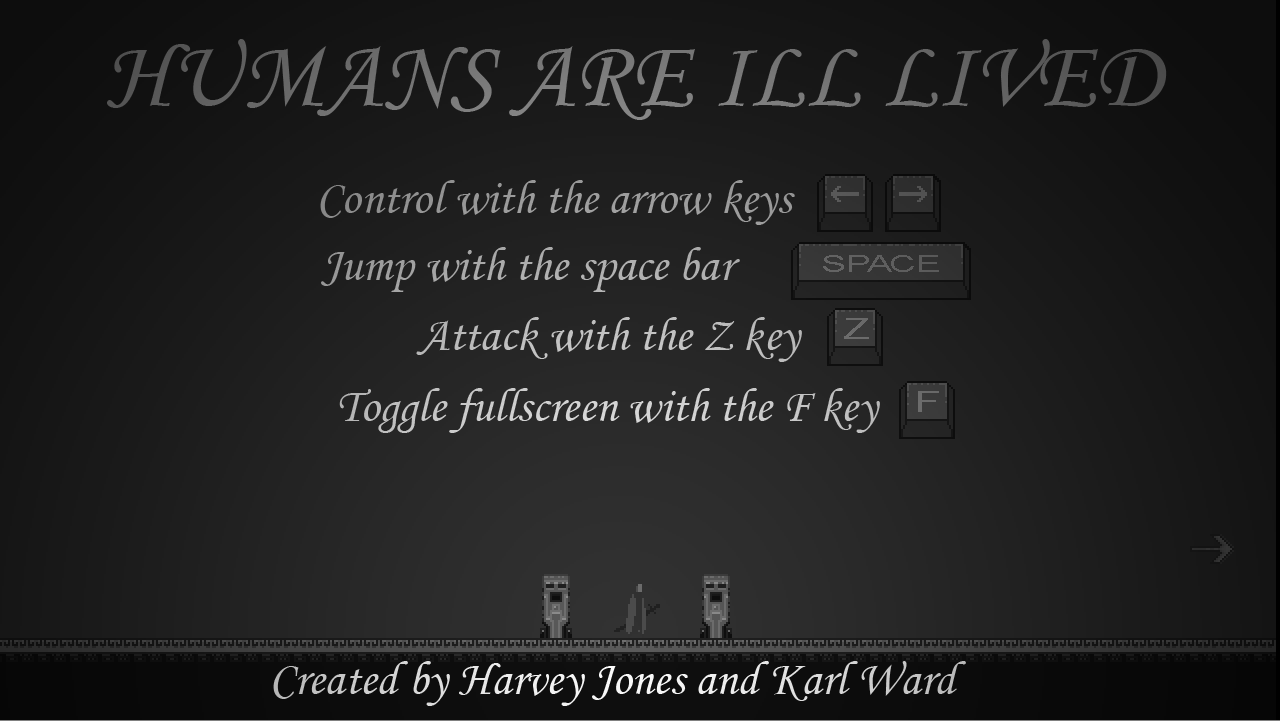 HUMANS ARE ILL LIVED
Control with the arrow keys ← →
Jump with the space bar SPACE
Attack with the Z key Z
Toggle fullscreen with the F key F
→
Created by Harvey Jones and Karl Ward